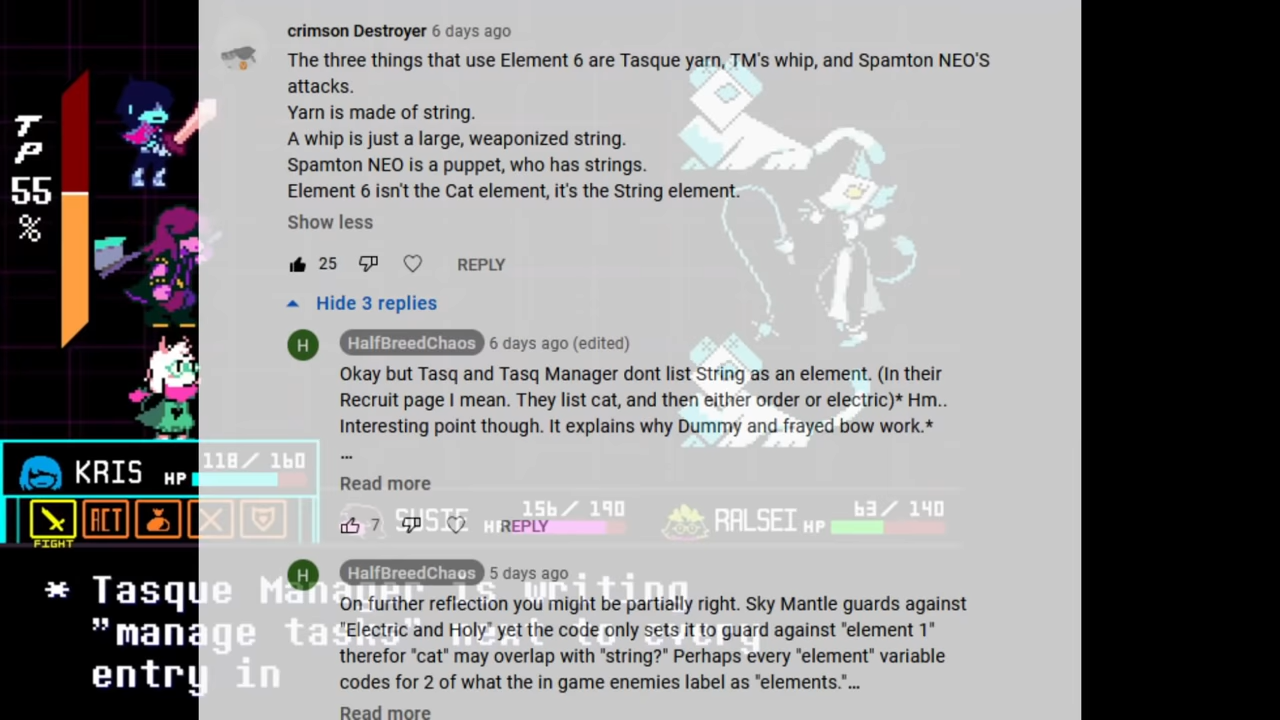 crimson Destroyer 6 days ago
The three things that use Element 6 are Tasque yarn, TM's whip, and Spamton NEO'S
attacks.
Yarn is made of string.
A whip is just a large, weaponized string.
Spamton NEO is a puppet, who has strings.
Element 6 isn't the Cat element, it's the String element.
Show less
25 REPLY
Hide 3 replies
H HalfBreedChaos 6 days ago (edited)
Okay but Tasq and Tasq Manager dont list String as an element. (In their
Recruit page I mean. They list cat, and then either order or electric)* Hm..
Interesting point though. It explains why Dummy and frayed bow work.*
...
Read more
7 REPLY
H HalfBreedChaos 5 days ago
On further reflection you might be partially right. Sky Mantle guards against
"Electric and Holy" yet the code only sets it to guard against "element 1"
therefor "cat" may overlap with "string?" Perhaps every "element" variable
codes for 2 of what the in game enemies label as "elements."...
Read more
TP
55
%
KRIS HP 118/ 160
SUSIE HP 156/ 190
RALSEI HP 63/ 140
ACT
FIGHT
* Tasque Manager is writing
"manage tasks" next to every
entry in